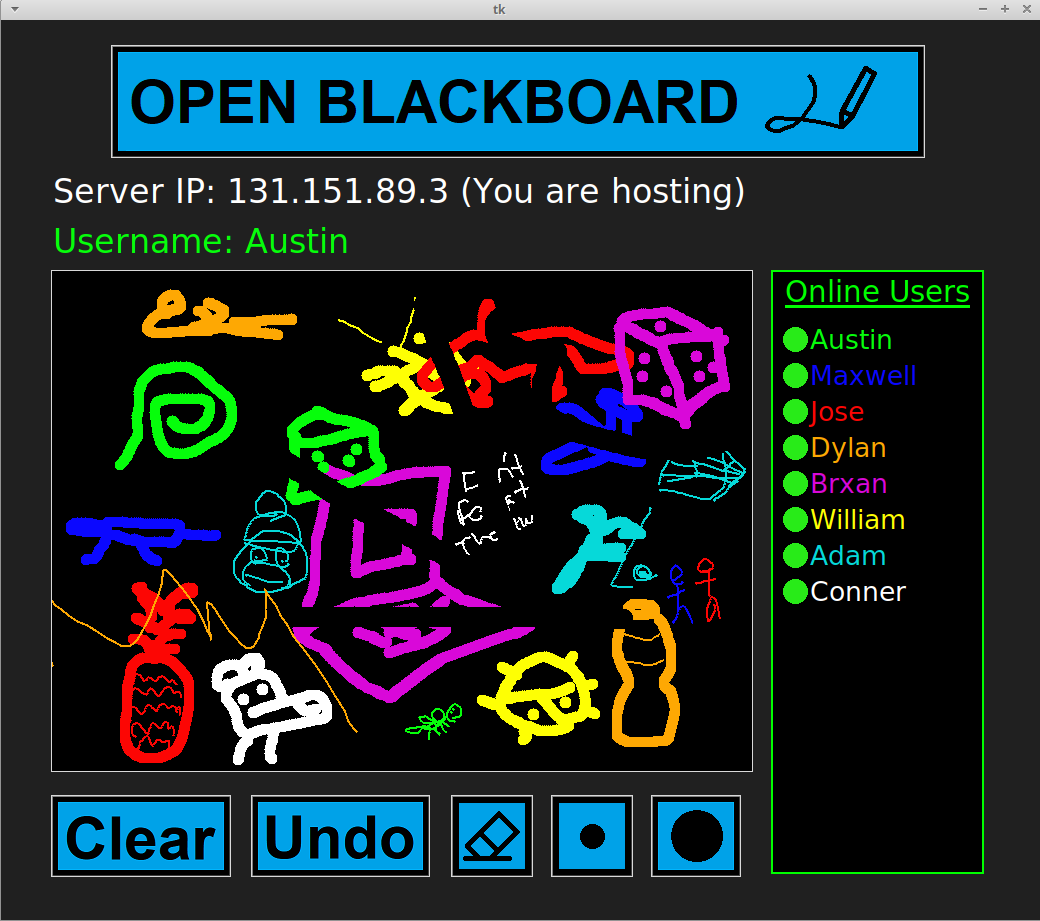 tk
OPEN BLACKBOARD
Server IP: 131.151.89.3 (You are hosting)
Username: Austin
Online Users
Austin
Maxwell
Jose
Dylan
Brxan
William
Adam
Conner
Clear
Undo